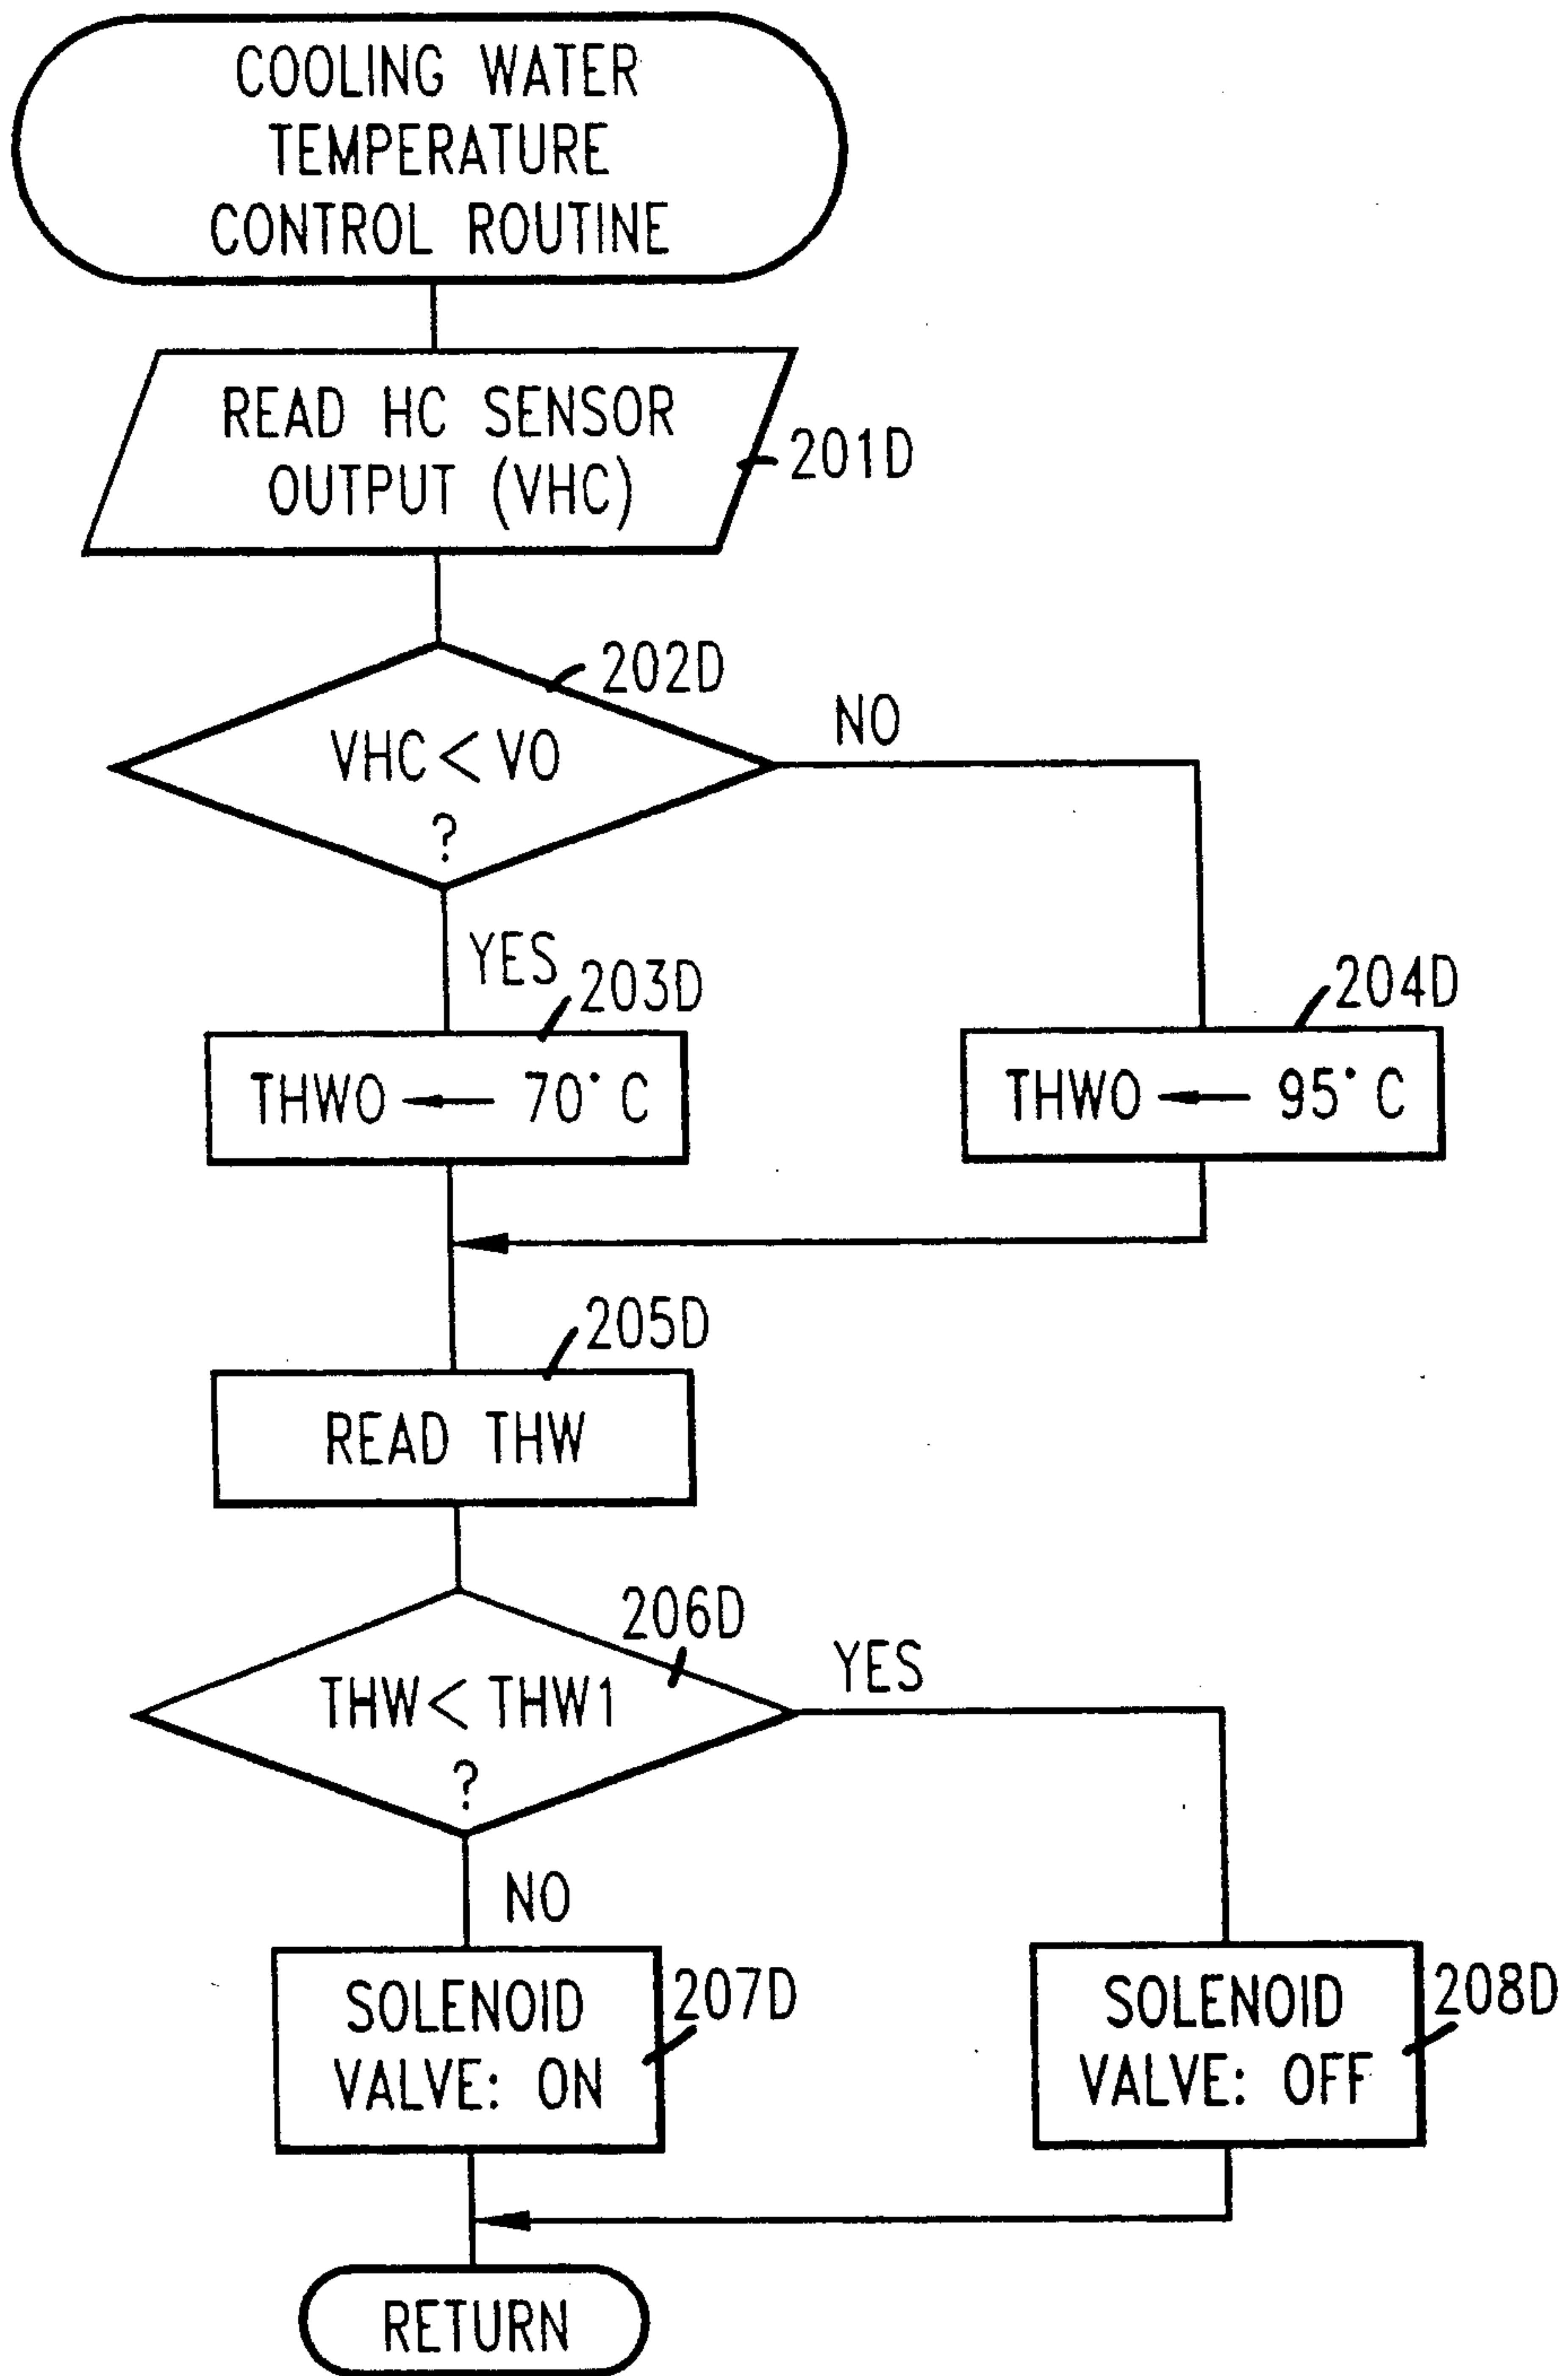 COOLING WATER
TEMPERATURE
CONTROL ROUTINE
READ HC SENSOR
OUTPUT (VHC)
201D
202D
VHC < VO
?
NO
YES
203D
THWO ← 70°C
204D
THWO ← 95°C
205D
READ THW
206D
THW < THW1
?
YES
NO
SOLENOID
VALVE: ON
207D
SOLENOID
VALVE: OFF
208D
RETURN